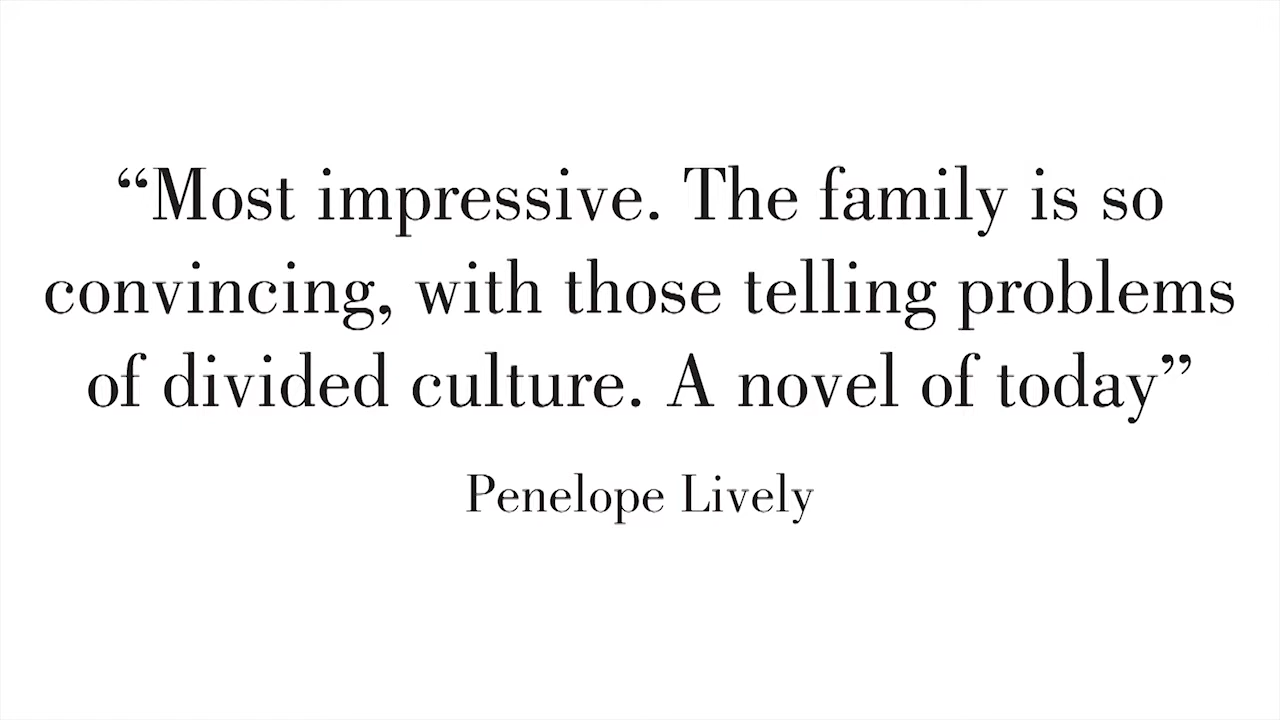 “Most impressive. The family is so
convincing, with those telling problems
of divided culture. A novel of today”
Penelope Lively